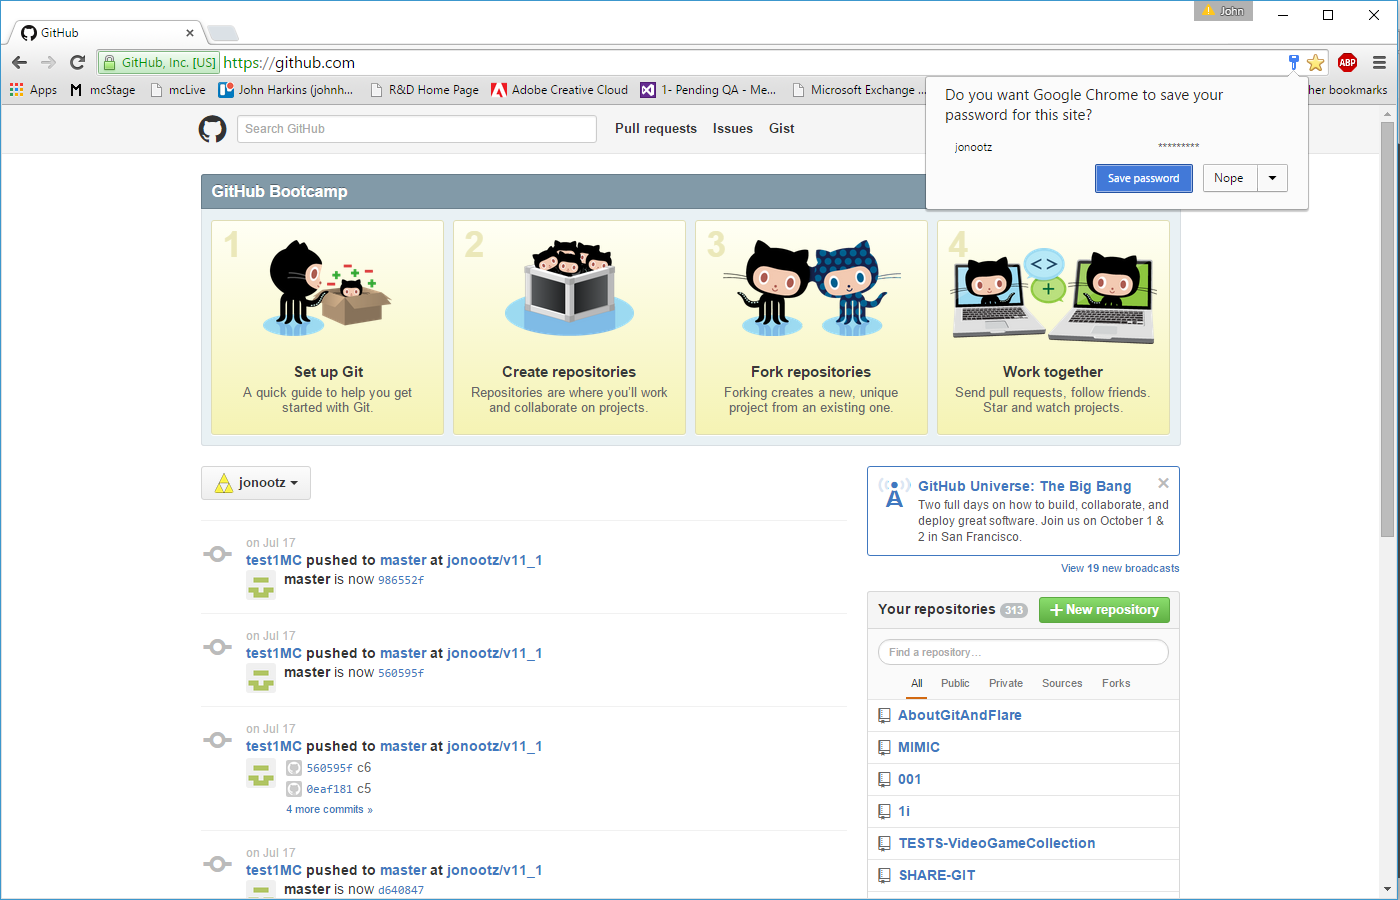 John
GitHub
GitHub, Inc. [US] https://github.com
ABP
Apps mcStage mcLive John Harkins (johnh... R&D Home Page Adobe Creative Cloud 1- Pending QA - Me... Microsoft Exchange ... her bookmarks
Do you want Google Chrome to save your
password for this site?
jonootz *********
Save password Nope
Search GitHub Pull requests Issues Gist
GitHub Bootcamp
1
Set up Git
A quick guide to help you get
started with Git.
2
Create repositories
Repositories are where you'll work
and collaborate on projects.
3
Fork repositories
Forking creates a new, unique
project from an existing one.
4
Work together
Send pull requests, follow friends.
Star and watch projects.
jonootz
on Jul 17
test1MC pushed to master at jonootz/v11_1
master is now 986552f
on Jul 17
test1MC pushed to master at jonootz/v11_1
master is now 560595f
on Jul 17
test1MC pushed to master at jonootz/v11_1
560595f c6
0eaf181 c5
4 more commits »
on Jul 17
test1MC pushed to master at jonootz/v11_1
master is now d640847
GitHub Universe: The Big Bang
Two full days on how to build, collaborate, and
deploy great software. Join us on October 1 &
2 in San Francisco.
View 19 new broadcasts
Your repositories 313 New repository
Find a repository...
All Public Private Sources Forks
AboutGitAndFlare
MIMIC
001
1i
TESTS-VideoGameCollection
SHARE-GIT